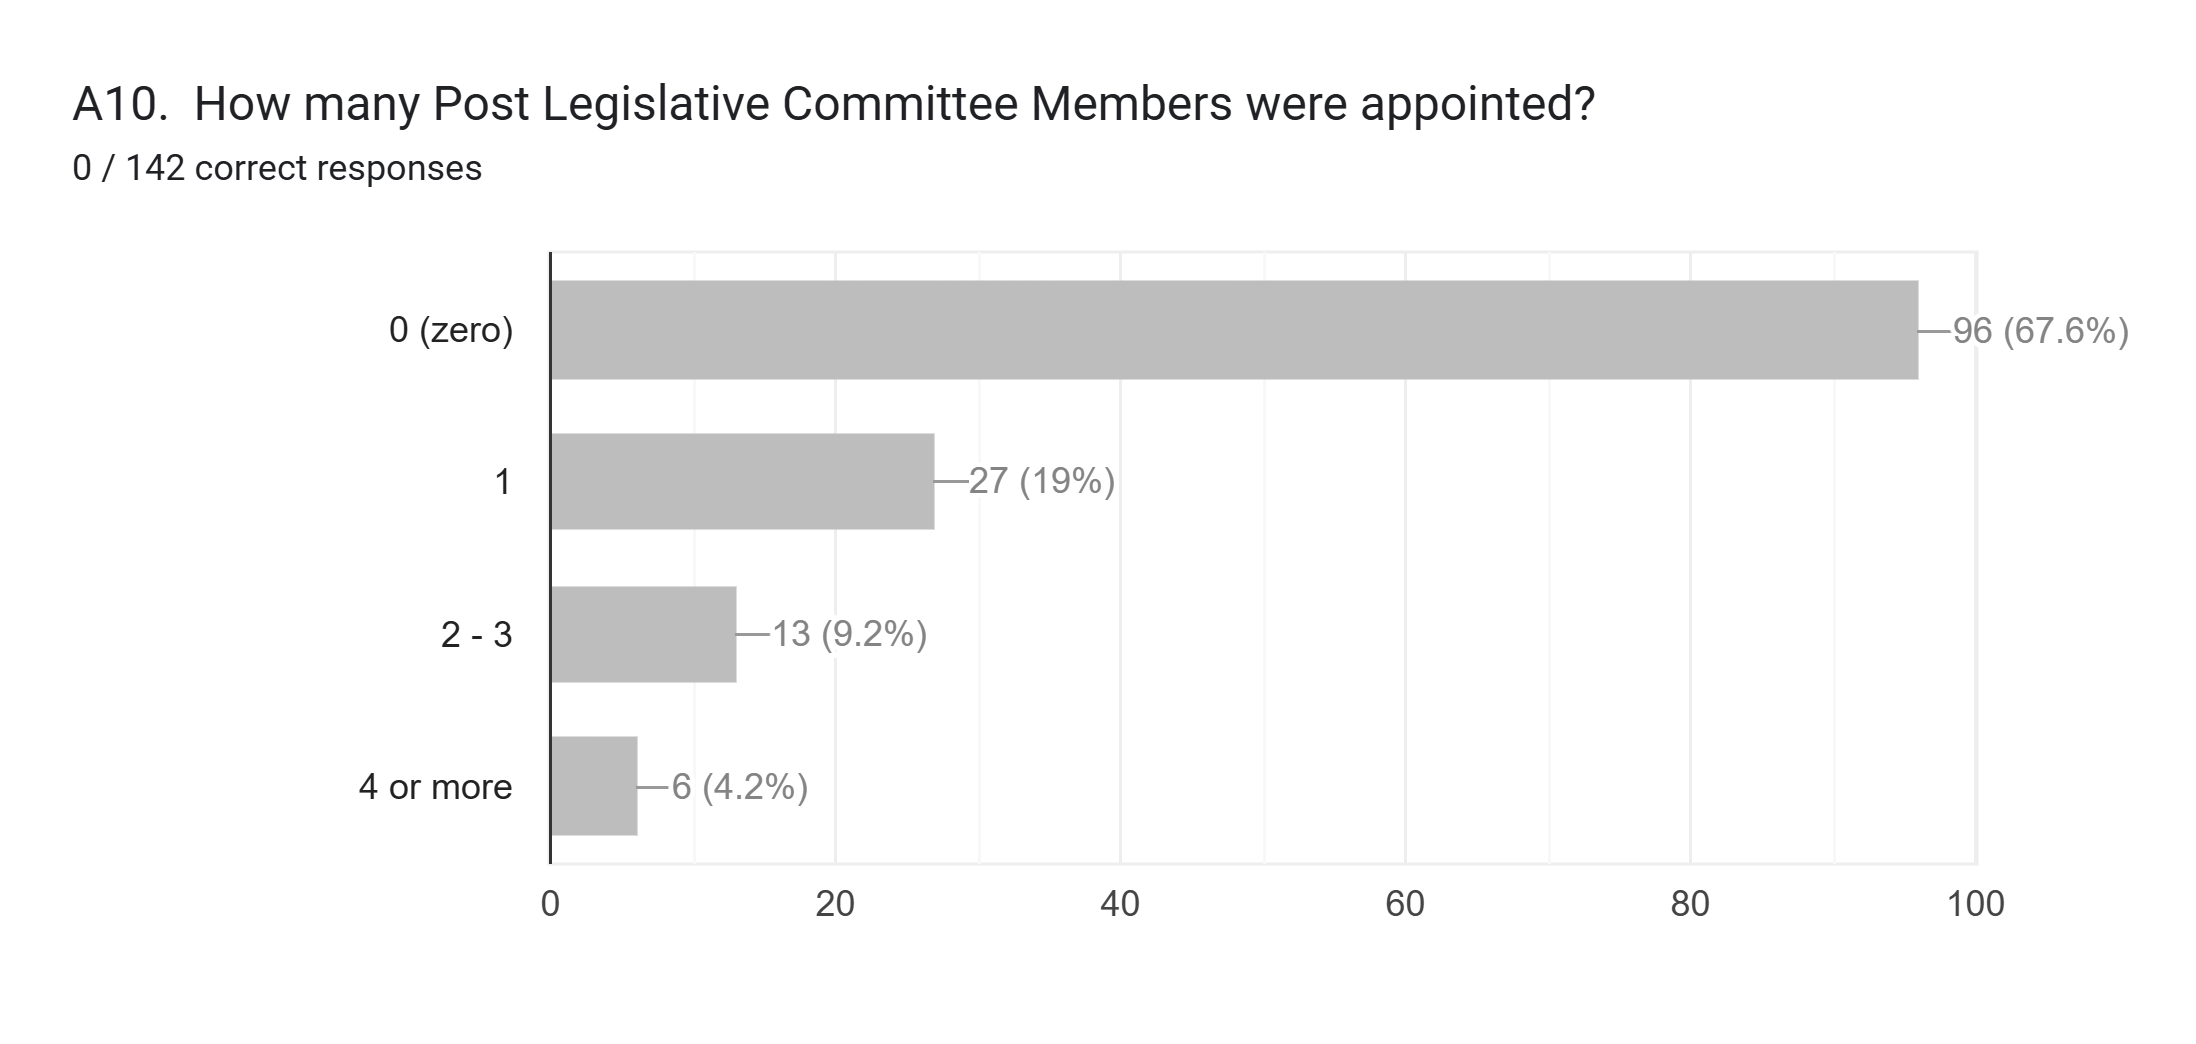 A10.  How many Post Legislative Committee Members were appointed?
0 / 142 correct responses
0 (zero)
96 (67.6%)
1
27 (19%)
2 - 3
13 (9.2%)
4 or more
6 (4.2%)
0 20 40 60 80 100